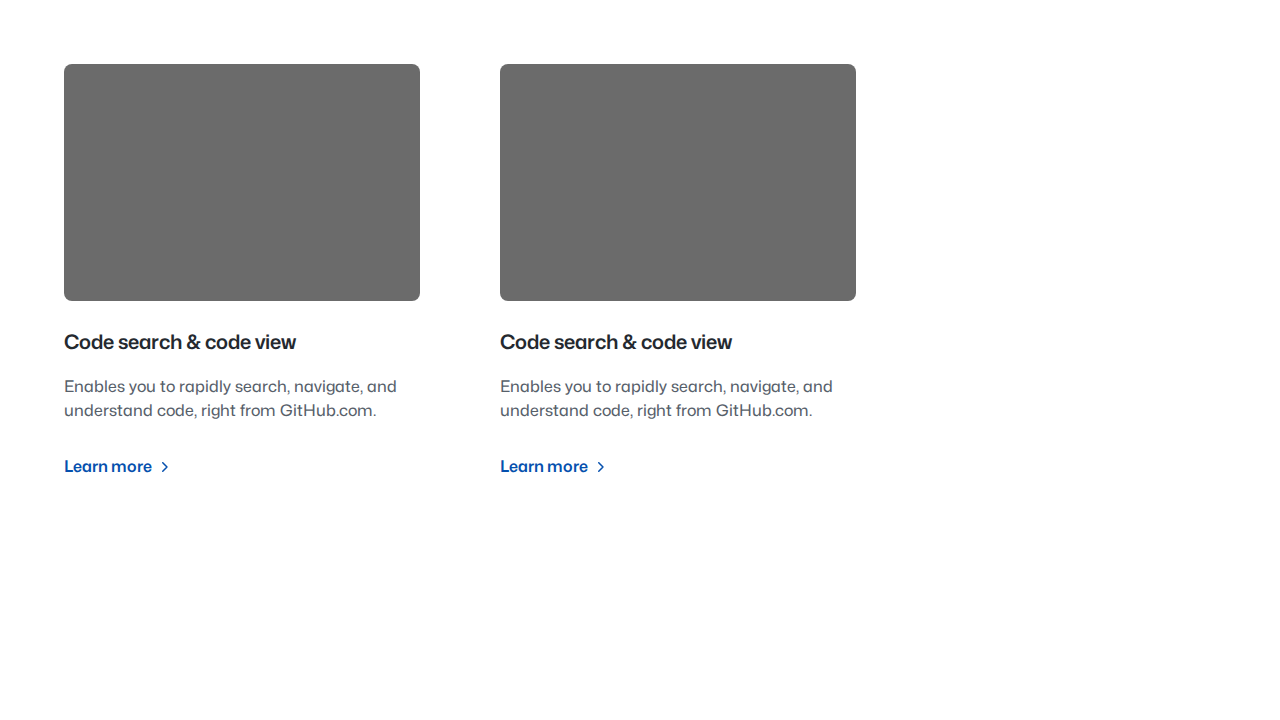 Code search & code view
Enables you to rapidly search, navigate, and
understand code, right from GitHub.com.
Learn more
Code search & code view
Enables you to rapidly search, navigate, and
understand code, right from GitHub.com.
Learn more